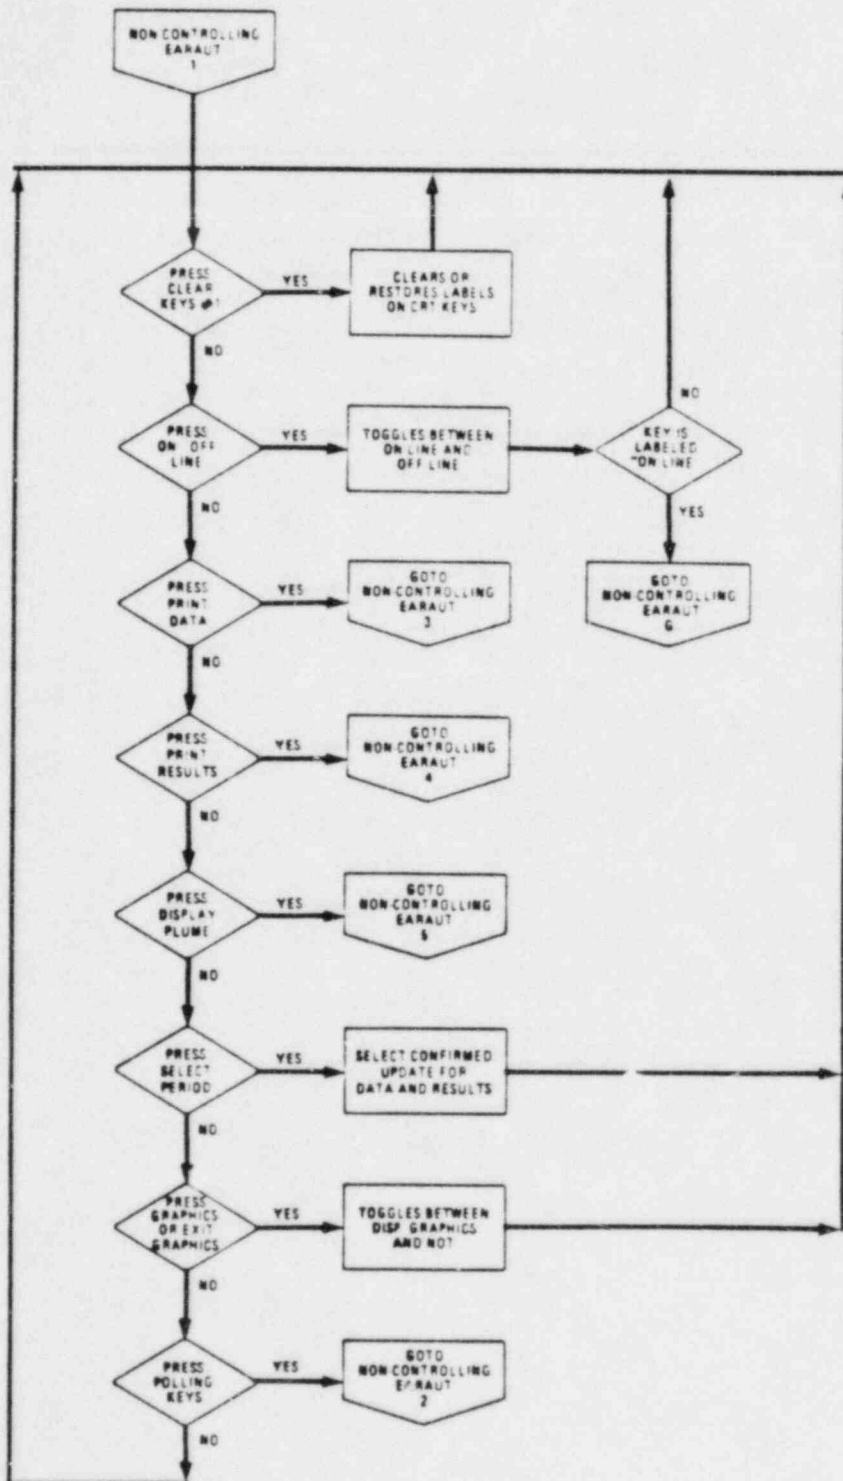 NON-CONTROLLING
EARAUT
1
PRESS
CLEAR
KEYS
YES
CLEARS OR
RESTORES LABELS
ON CRT KEYS
NO
PRESS
ON OFF
LINE
YES
TOGGLES BETWEEN
ON LINE AND
OFF LINE
NO
KEY IS
LABELED
"ON LINE
YES
NO
PRESS
PRINT
DATA
YES
GOTO
NON-CONTROLLING
EARAUT
3
GOTO
NON-CONTROLLING
EARAUT
6
NO
PRESS
PRINT
RESULTS
YES
GOTO
NON-CONTROLLING
EARAUT
4
NO
PRESS
DISPLAY
PLUME
YES
GOTO
NON-CONTROLLING
EARAUT
5
NO
PRESS
SELECT
PERIOD
YES
SELECT CONFIRMED
UPDATE FOR
DATA AND RESULTS
NO
PRESS
GRAPHICS
OR EXIT
GRAPHICS
YES
TOGGLES BETWEEN
DISP GRAPHICS
AND NOT
NO
PRESS
POLLING
KEYS
YES
GOTO
NON-CONTROLLING
EARAUT
2
NO